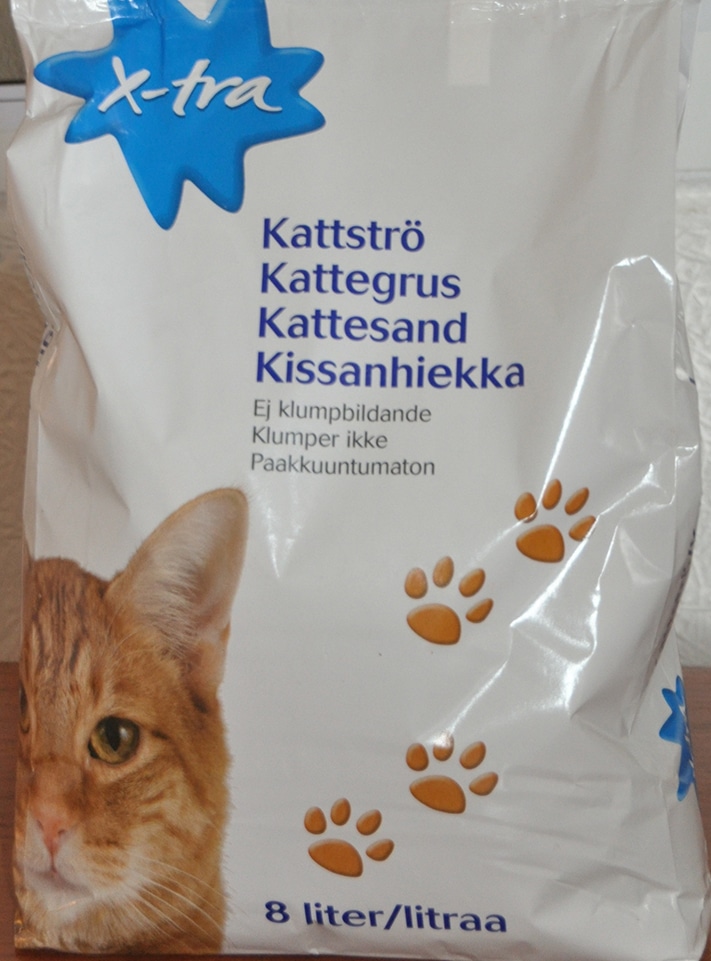 x-tra
Kattströ
Kattegrus
Kattesand
Kissanhiekka
Ej klumpbildande
Klumper ikke
Paakkuuntumaton
8 liter/litraa